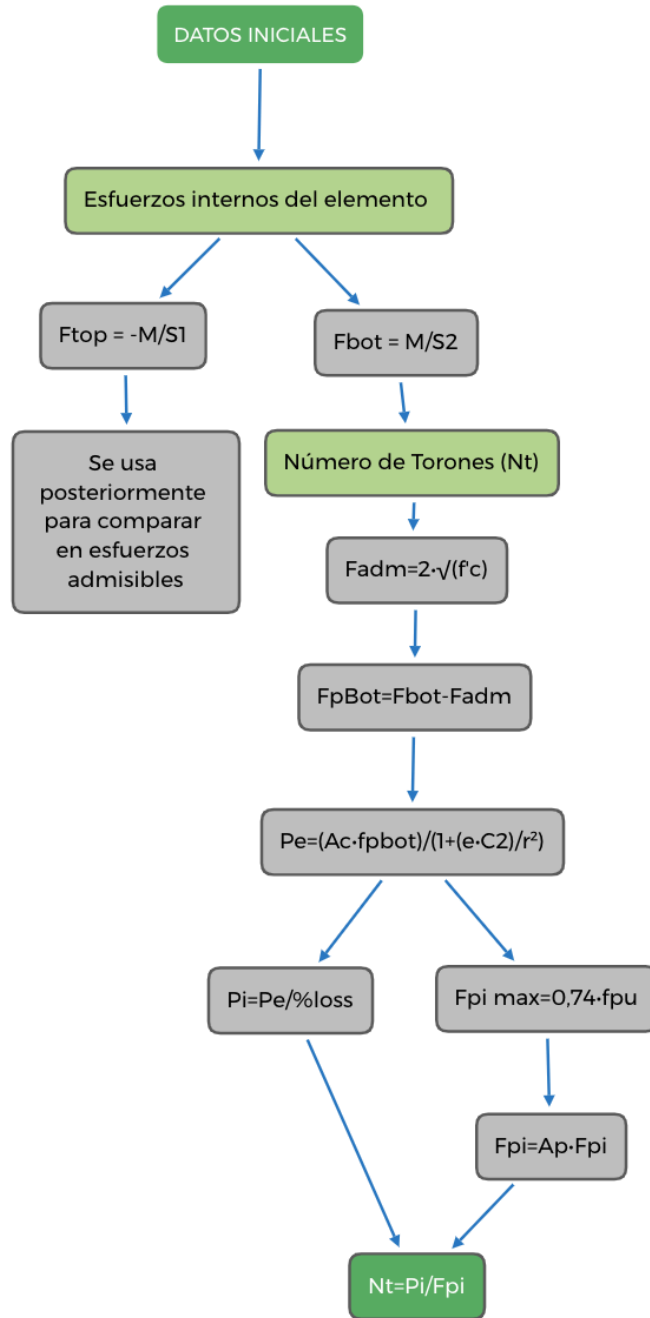 DATOS INICIALES
Esfuerzos internos del elemento
Ftop = -M/S1
Fbot = M/S2
Se usa
posteriormente
para comparar
en esfuerzos
admisibles
Número de Torones (Nt)
Fadm=2·√(f'c)
FpBot=Fbot-Fadm
Pe=(Ac·fpbot)/(1+(e·C2)/r²)
Pi=Pe/%loss
Fpi max=0,74·fpu
Fpi=Ap·Fpi
Nt=Pi/Fpi